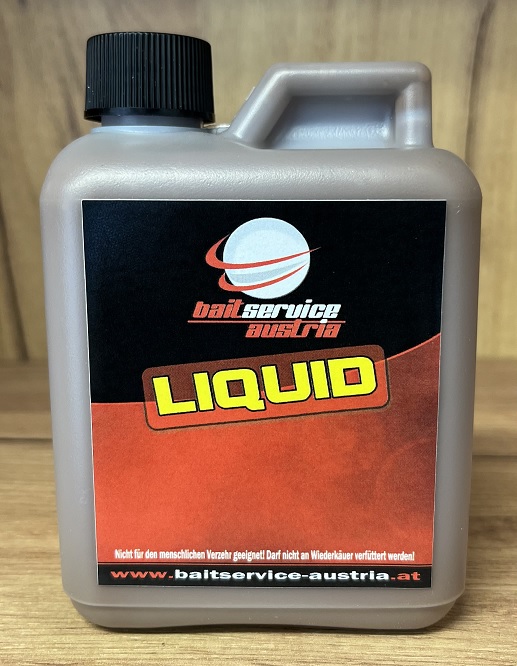 baitservice
austria
LIQUID
Nicht für den menschlichen Verzehr geeignet! Darf nicht an Wiederkäuer verfüttert werden!
www.baitservice-austria.at